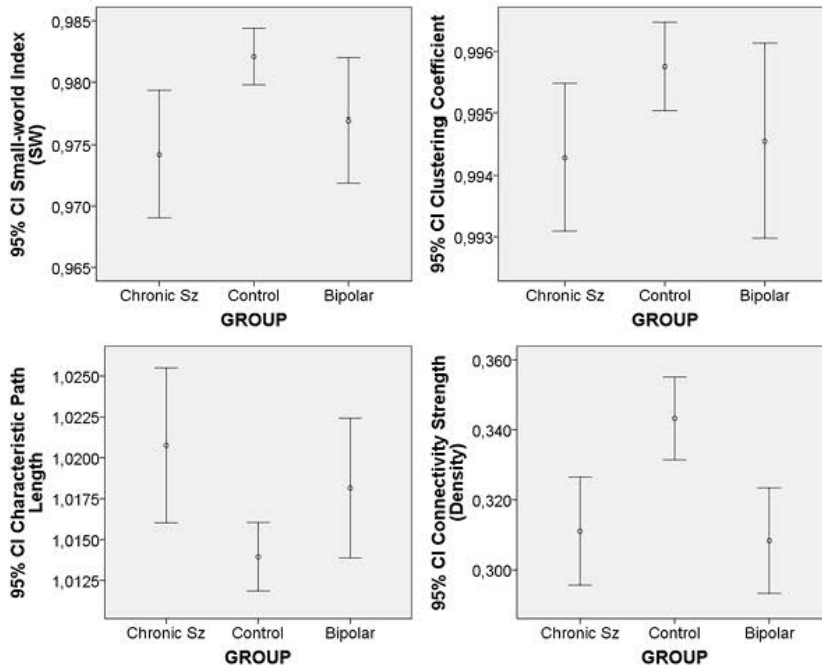 95% CI Small-world Index
(SW)
0,985
0,980
0,975
0,970
0,965
Chronic Sz Control Bipolar
GROUP
95% CI Clustering Coefficient
0,996
0,995
0,994
0,993
Chronic Sz Control Bipolar
GROUP
95% CI Characteristic Path
Length
1,0250
1,0225
1,0200
1,0175
1,0150
1,0125
Chronic Sz Control Bipolar
GROUP
95% CI Connectivity Strength
(Density)
0,360
0,340
0,320
0,300
Chronic Sz Control Bipolar
GROUP